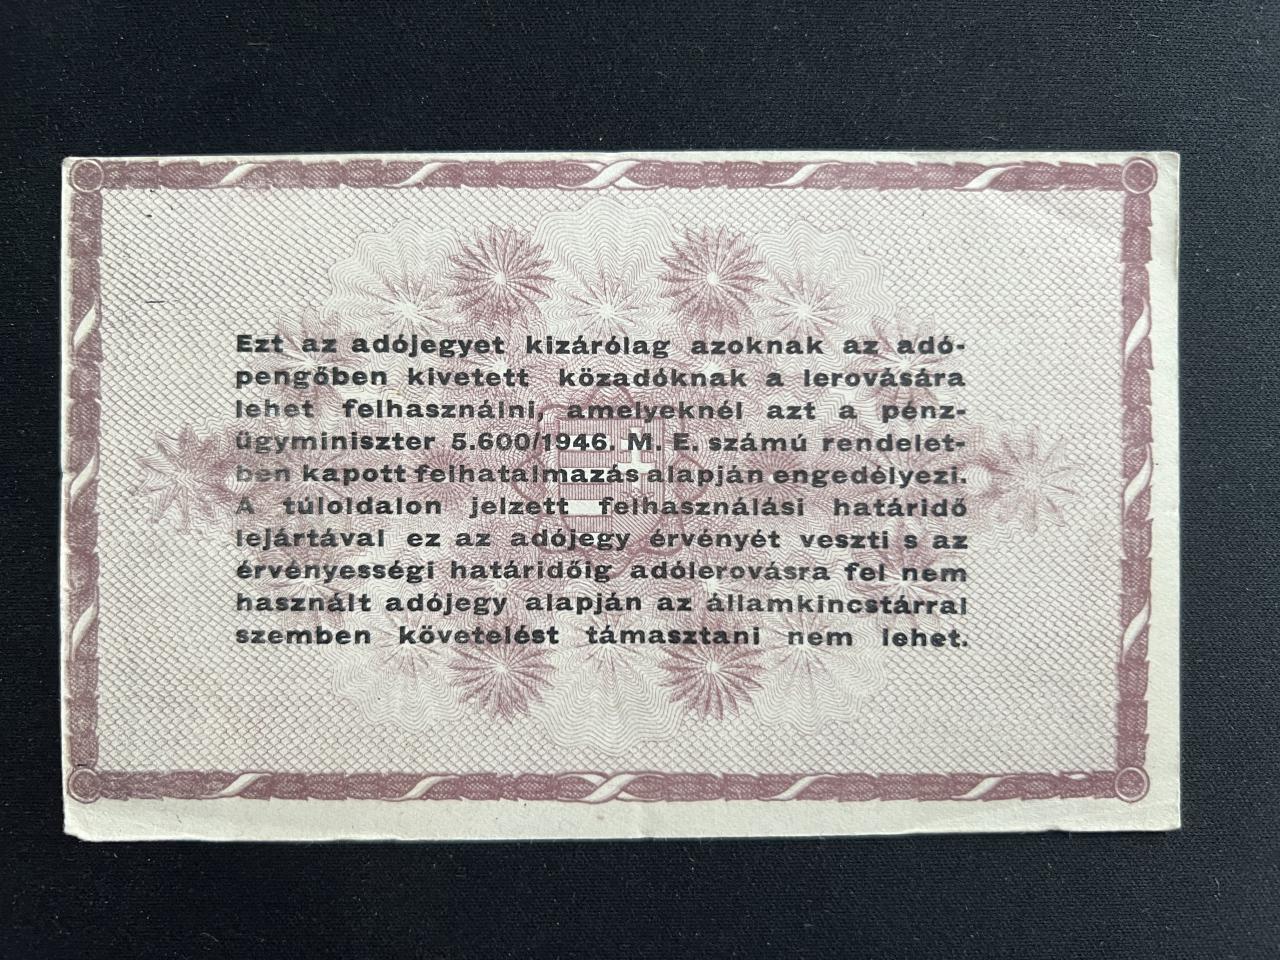 Ezt az adójegyet kizárólag azoknak az adó-
pengőben kivetett közadóknak a lerovására
lehet felhasználni, amelyeknél azt a pénz-
ügyminiszter 5.600/1946. M. E. számú rendelet-
ben kapott felhatalmazás alapján engedélyezi.
A túloldalon jelzett felhasználási határidő
lejártával ez az adójegy érvényét veszti s az
érvényességi határidőig adólerovásra fel nem
használt adójegy alapján az államkincstárral
szemben követelést támasztani nem lehet.